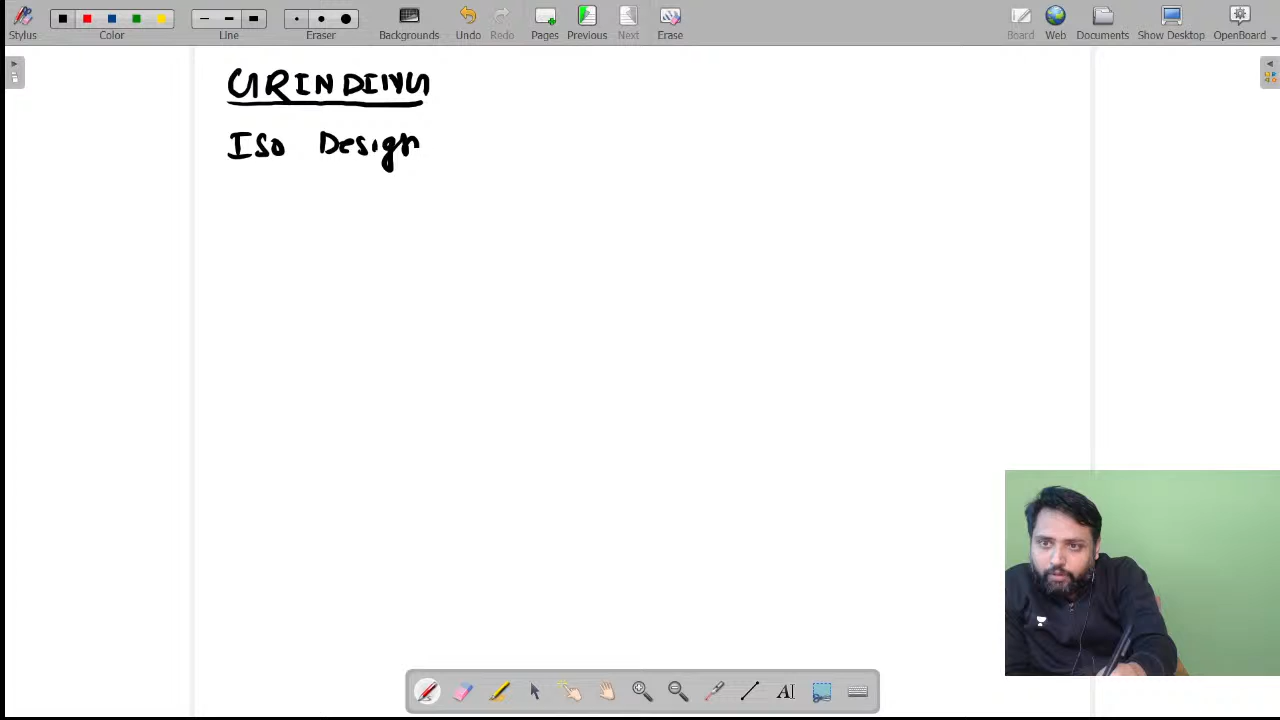 Stylus Color Line Eraser Backgrounds Undo Redo Pages Previous Next Erase Board Web Documents Show Desktop OpenBoard
GRINDING
Iso Design
AI